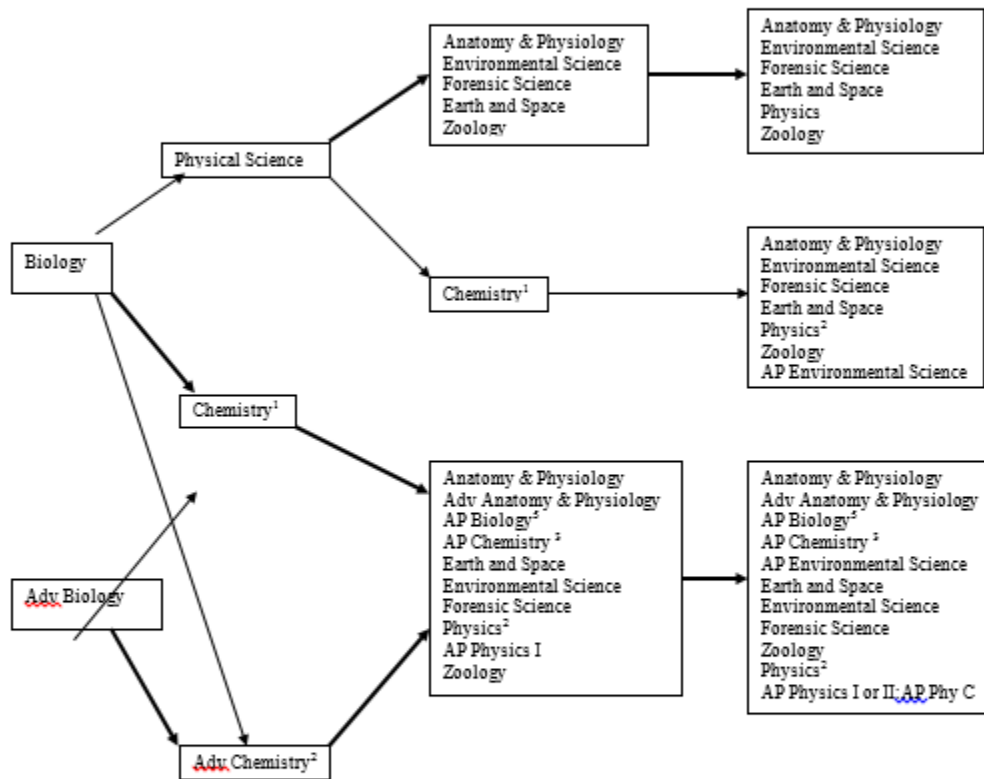 Anatomy & Physiology
Environmental Science
Forensic Science
Earth and Space
Zoology
Anatomy & Physiology
Environmental Science
Forensic Science
Earth and Space
Physics
Zoology
Physical Science
Biology
Chemistry¹
Anatomy & Physiology
Environmental Science
Forensic Science
Earth and Space
Physics²
Zoology
AP Environmental Science
Chemistry¹
Anatomy & Physiology
Adv Anatomy & Physiology
AP Biology⁵
AP Chemistry ⁵
Earth and Space
Environmental Science
Forensic Science
Physics²
AP Physics I
Zoology
Anatomy & Physiology
Adv Anatomy & Physiology
AP Biology⁵
AP Chemistry ⁵
AP Environmental Science
Earth and Space
Environmental Science
Forensic Science
Zoology
Physics²
AP Physics I or II;AP Phy C
Adv Biology
Adv Chemistry²